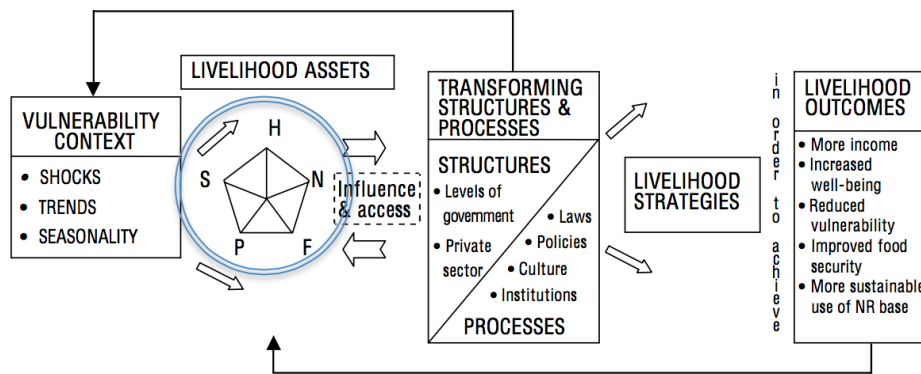 LIVELIHOOD ASSETS
VULNERABILITY
CONTEXT
• SHOCKS
• TRENDS
• SEASONALITY
H
S
N
P
F
Influence
& access
TRANSFORMING
STRUCTURES &
PROCESSES
STRUCTURES
• Levels of
government
• Private
sector
• Laws
• Policies
• Culture
• Institutions
PROCESSES
LIVELIHOOD
STRATEGIES
in order to achieve
LIVELIHOOD
OUTCOMES
• More income
• Increased
well-being
• Reduced
vulnerability
• Improved food
security
• More sustainable
use of NR base